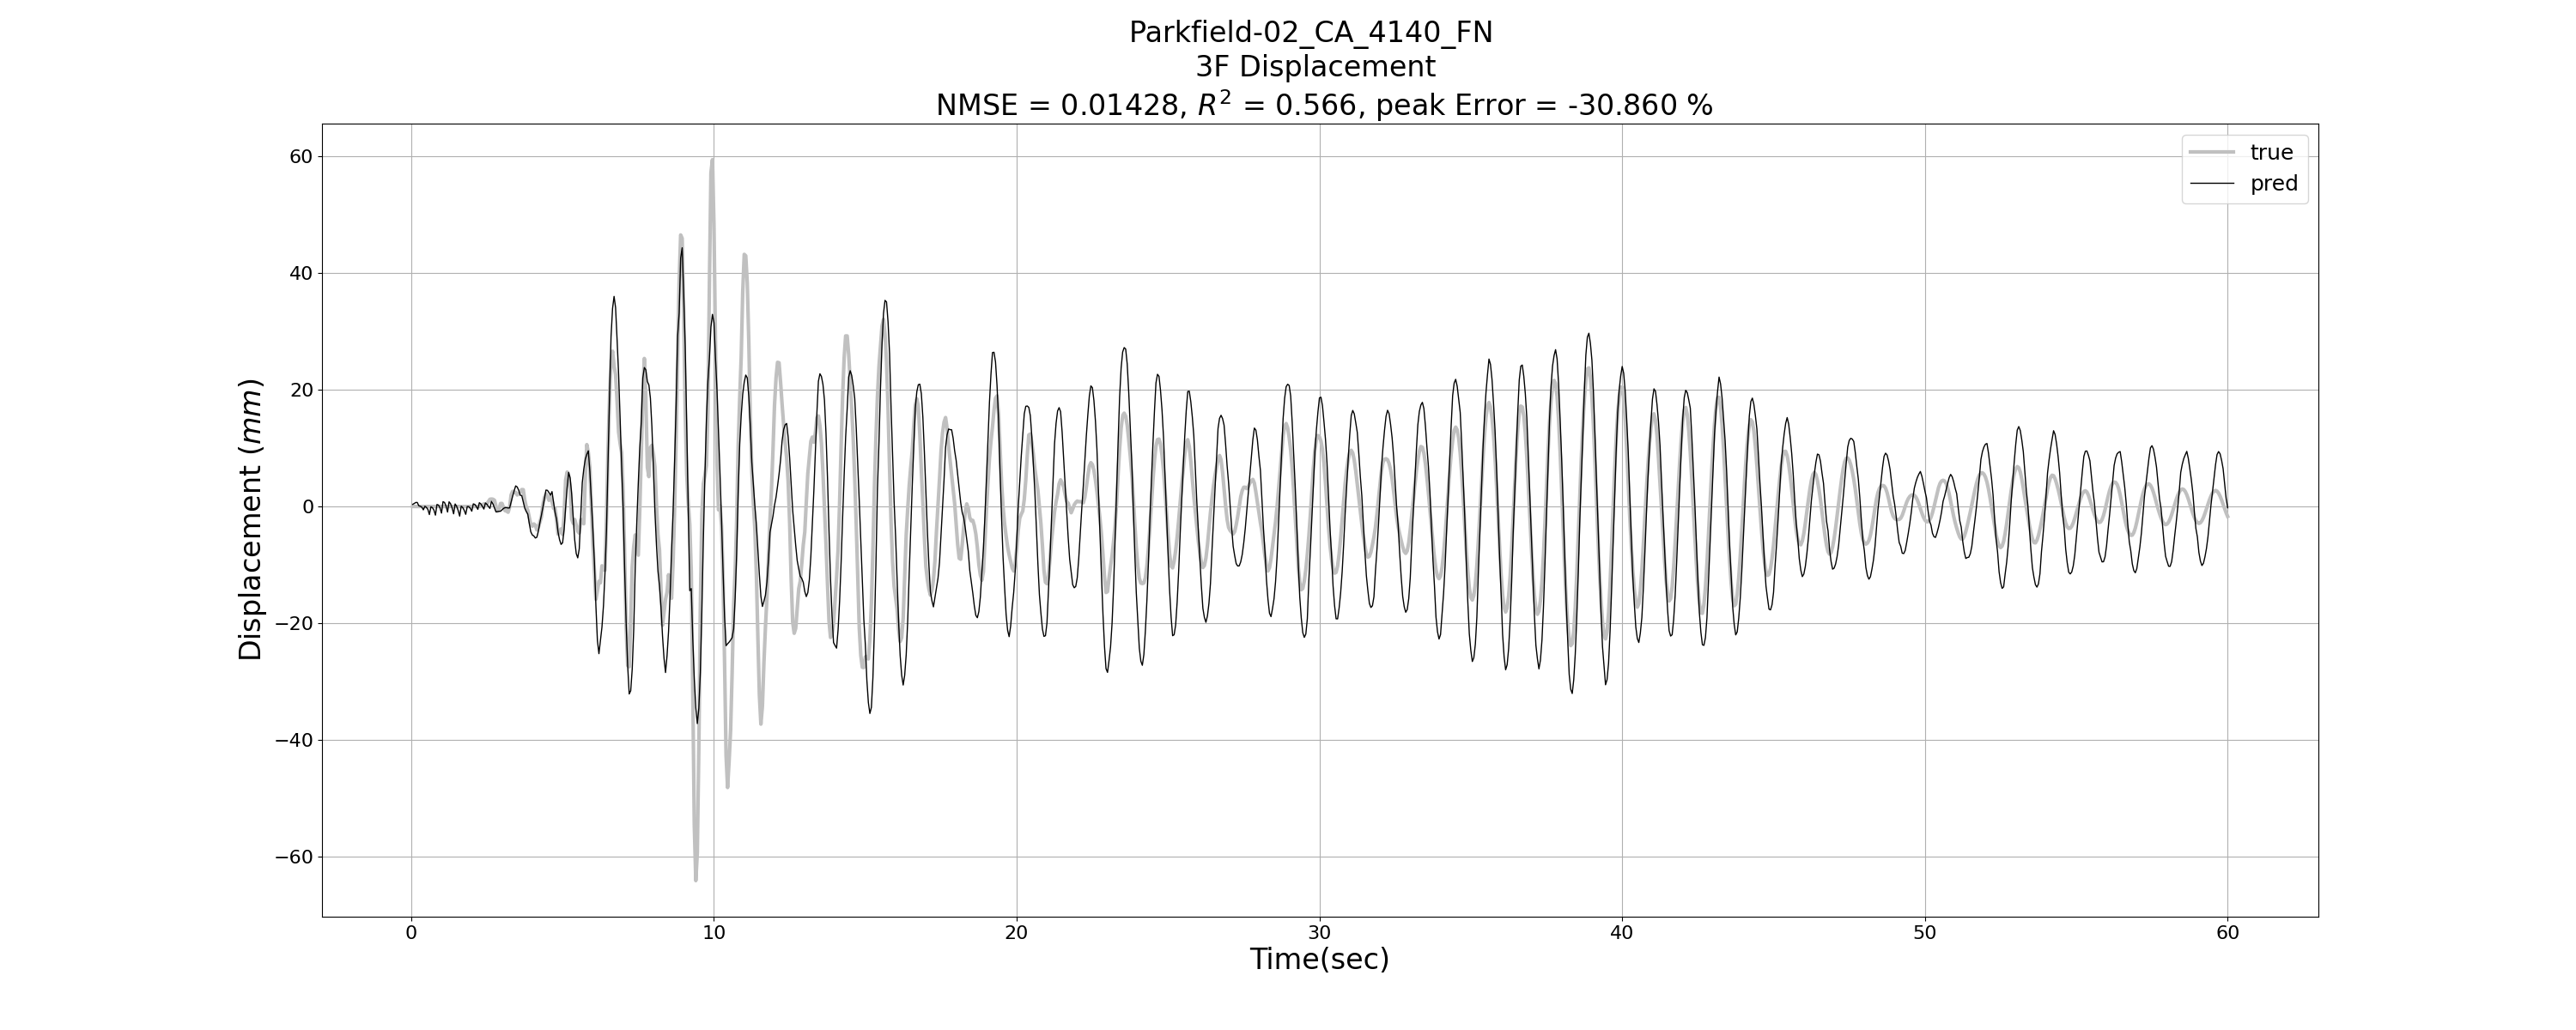 Parkfield-02_CA_4140_FN
3F Displacement
NMSE = 0.01428, R² = 0.566, peak Error = -30.860 %
true
pred
60
40
20
0
−20
−40
−60
Displacement (mm)
0 10 20 30 40 50 60
Time(sec)